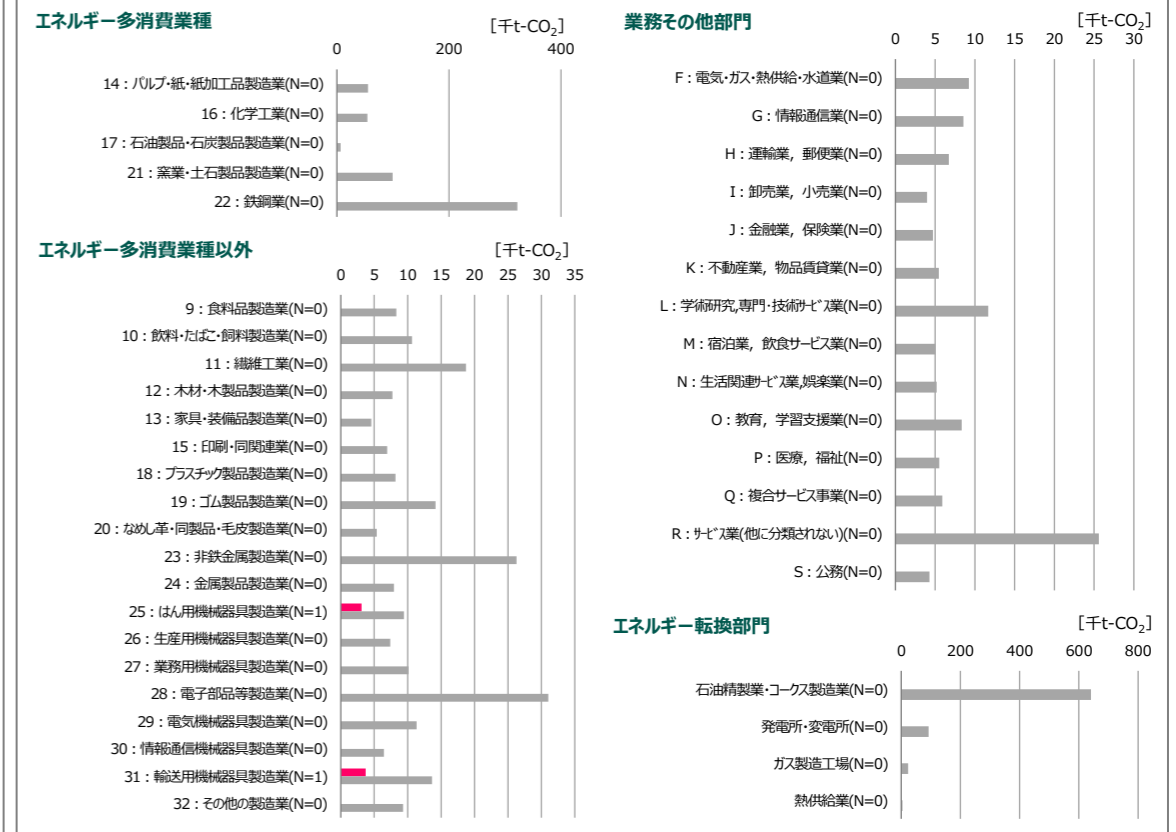 エネルギー多消費業種
[千t-CO₂]
0 200 400
14：パルプ・紙・紙加工品製造業(N=0)
16：化学工業(N=0)
17：石油製品・石炭製品製造業(N=0)
21：窯業・土石製品製造業(N=0)
22：鉄鋼業(N=0)
エネルギー多消費業種以外
[千t-CO₂]
0 5 10 15 20 25 30 35
9：食料品製造業(N=0)
10：飲料・たばこ・飼料製造業(N=0)
11：繊維工業(N=0)
12：木材・木製品製造業(N=0)
13：家具・装備品製造業(N=0)
15：印刷・同関連業(N=0)
18：プラスチック製品製造業(N=0)
19：ゴム製品製造業(N=0)
20：なめし革・同製品・毛皮製造業(N=0)
23：非鉄金属製造業(N=0)
24：金属製品製造業(N=0)
25：はん用機械器具製造業(N=1)
26：生産用機械器具製造業(N=0)
27：業務用機械器具製造業(N=0)
28：電子部品等製造業(N=0)
29：電気機械器具製造業(N=0)
30：情報通信機械器具製造業(N=0)
31：輸送用機械器具製造業(N=1)
32：その他の製造業(N=0)
業務その他部門
[千t-CO₂]
0 5 10 15 20 25 30
F：電気・ガス・熱供給・水道業(N=0)
G：情報通信業(N=0)
H：運輸業，郵便業(N=0)
I：卸売業，小売業(N=0)
J：金融業，保険業(N=0)
K：不動産業，物品賃貸業(N=0)
L：学術研究,専門・技術サービス業(N=0)
M：宿泊業，飲食サービス業(N=0)
N：生活関連サービス業,娯楽業(N=0)
O：教育，学習支援業(N=0)
P：医療，福祉(N=0)
Q：複合サービス事業(N=0)
R：サービス業(他に分類されない)(N=0)
S：公務(N=0)
エネルギー転換部門
[千t-CO₂]
0 200 400 600 800
石油精製業・コークス製造業(N=0)
発電所・変電所(N=0)
ガス製造工場(N=0)
熱供給業(N=0)